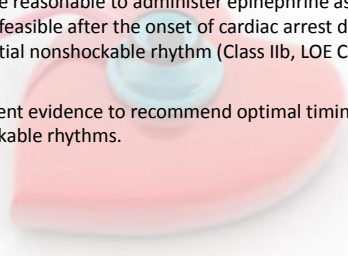 e reasonable to administer epinephrine as
feasible after the onset of cardiac arrest d
tial nonshockable rhythm (Class IIb, LOE C
ent evidence to recommend optimal timin
kable rhythms.